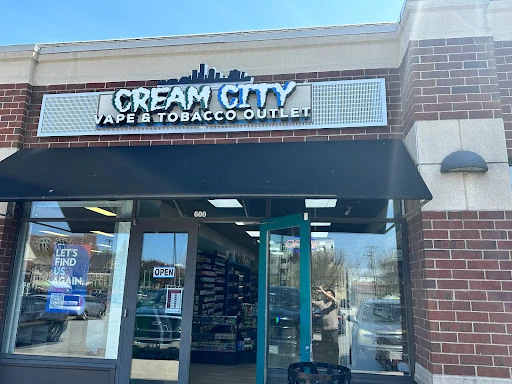 CREAM CITY
VAPE & TOBACCO OUTLET
600
LET'S
FIND
US
AGAIN.
OPEN